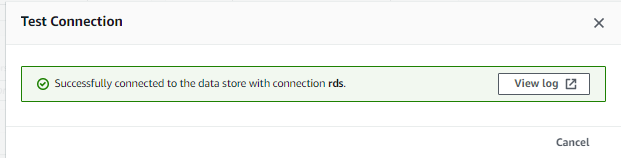 Test Connection
Successfully connected to the data store with connection rds.
View log
Cancel